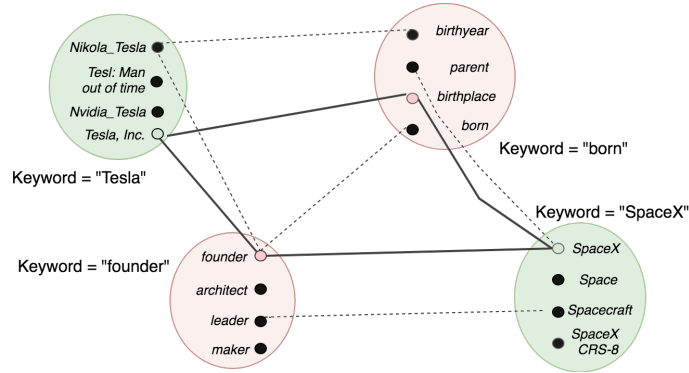 Nikola_Tesla
Tesl: Man
out of time
Nvidia_Tesla
Tesla, Inc.
Keyword = "Tesla"
birthyear
parent
birthplace
born
Keyword = "born"
Keyword = "founder"
founder
architect
leader
maker
Keyword = "SpaceX"
SpaceX
Space
Spacecraft
SpaceX
CRS-8